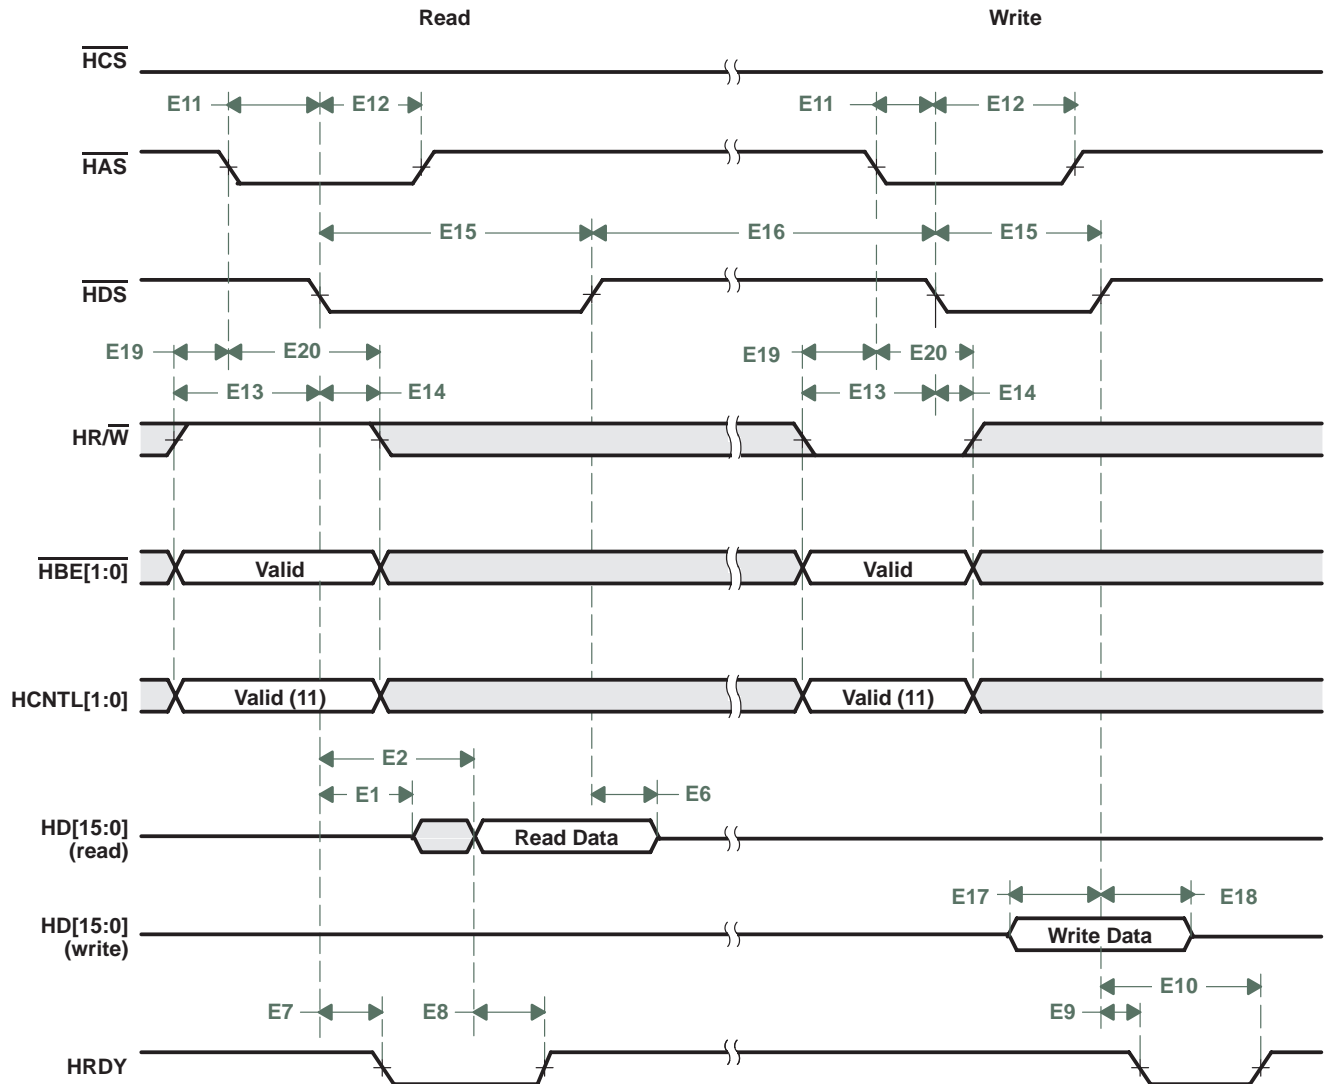 Read Write
HCS
E11 E12 E11 E12
HAS
E15 E16 E15
HDS
E19 E20 E19 E20
E13 E14 E13 E14
HR/W
HBE[1:0] Valid Valid
HCNTL[1:0] Valid (11) Valid (11)
E2
E1 E6
HD[15:0]
(read)
Read Data
E17 E18
HD[15:0]
(write)
Write Data
E10
E7 E8 E9
HRDY